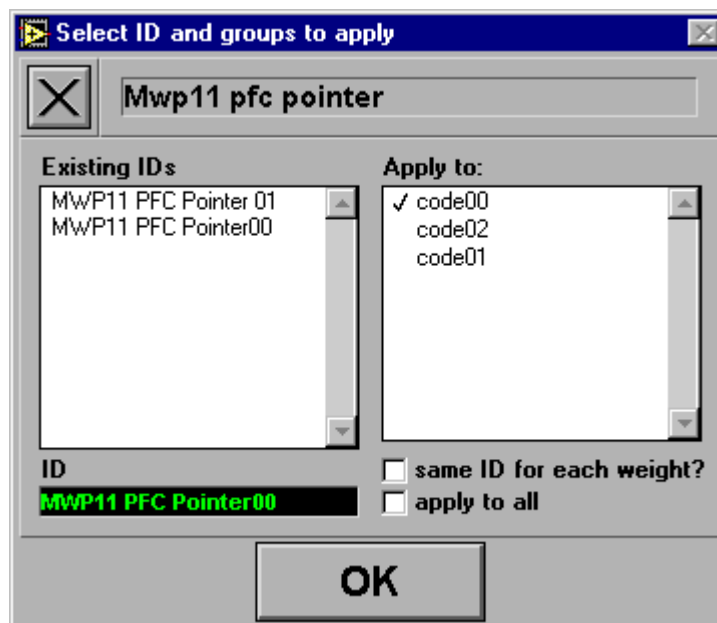 Select ID and groups to apply
Mwp11 pfc pointer
Existing IDs
MWP11 PFC Pointer 01
MWP11 PFC Pointer00
Apply to:
code00
code02
code01
ID
MWP11 PFC Pointer00
same ID for each weight?
apply to all
OK